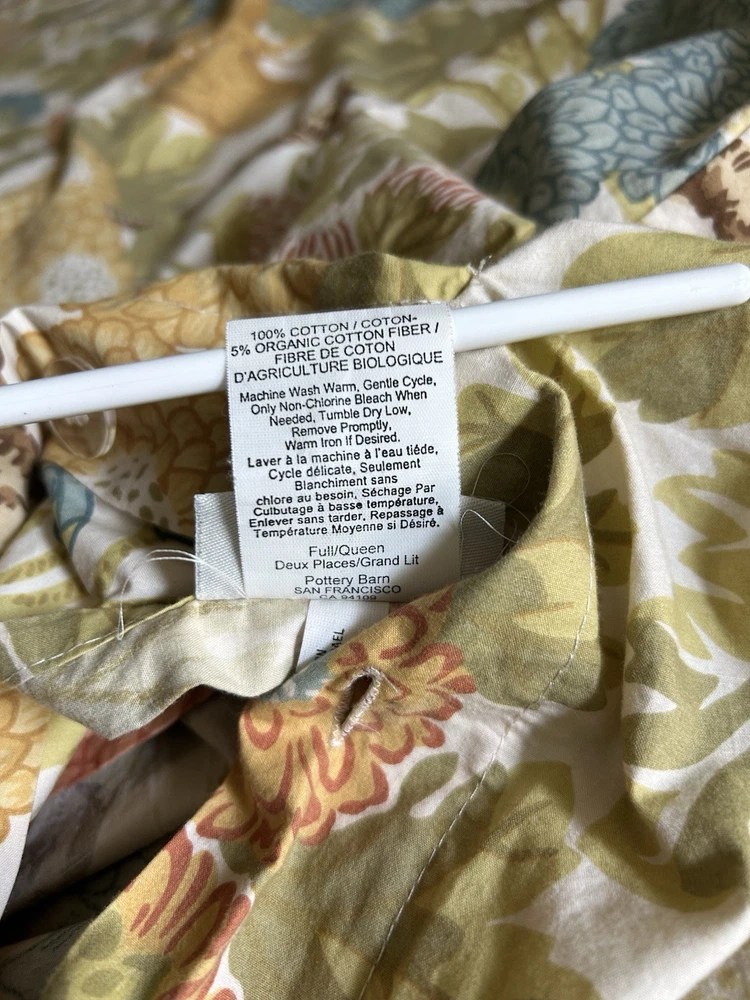 100% COTTON / COTON-
5% ORGANIC COTTON FIBER /
FIBRE DE COTON
D'AGRICULTURE BIOLOGIQUE
Machine Wash Warm, Gentle Cycle,
Only Non-Chlorine Bleach When
Needed, Tumble Dry Low,
Remove Promptly,
Warm Iron If Desired.
Laver à la machine à l'eau tiéde,
Cycle délicate, Seulement
Blanchiment sans
chlore au besoin, Séchage Par
Culbutage à basse température,
Enlever sans tarder, Repassage à
Température Moyenne si Désiré.
Full/Queen
Deux Places/Grand Lit
Pottery Barn
SAN FRANCISCO
CA 94109